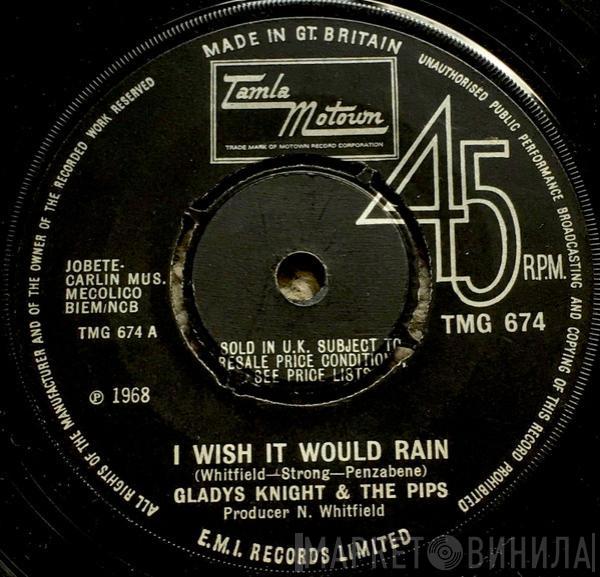 MADE IN GT. BRITAIN
Tamla
Motown
TRADE MARK OF MOTOWN RECORD CORPORATION
45
R.P.M.
TMG 674
JOBETE-
CARLIN MUS.
MECOLICO
BIEM/NCB
TMG 674 A
℗ 1968
SOLD IN U.K. SUBJECT TO
RESALE PRICE CONDITIONS,
SEE PRICE LISTS
I WISH IT WOULD RAIN
(Whitfield—Strong—Penzabene)
GLADYS KNIGHT & THE PIPS
Producer N. Whitfield
E.M.I. RECORDS LIMITED
ALL RIGHTS OF THE MANUFACTURER AND OF THE OWNER OF THE RECORDED WORK RESERVED
UNAUTHORISED PUBLIC PERFORMANCE BROADCASTING AND COPYING OF THIS RECORD PROHIBITED
МАРКЕТ ВИНИЛА